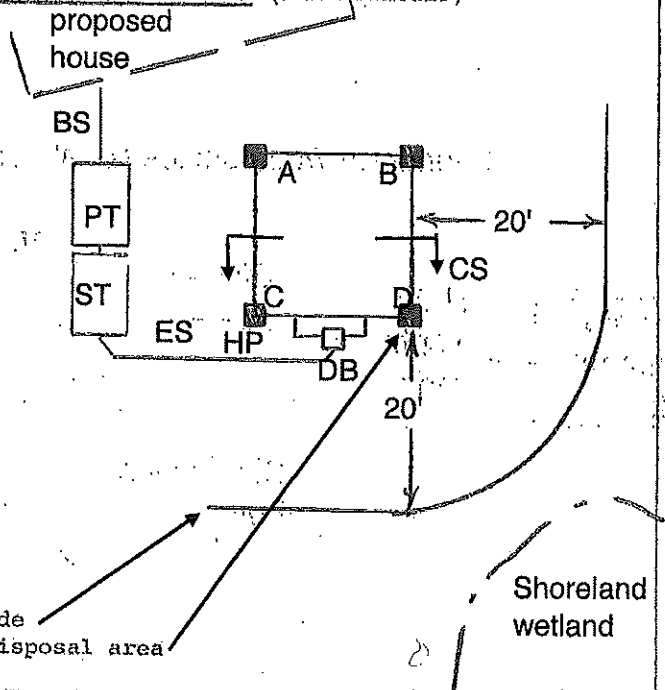 proposed
house
BS
A
B
PT
20'
CS
ST
C
D
ES
HP
DB
20'
Shoreland
wetland
de
isposal area